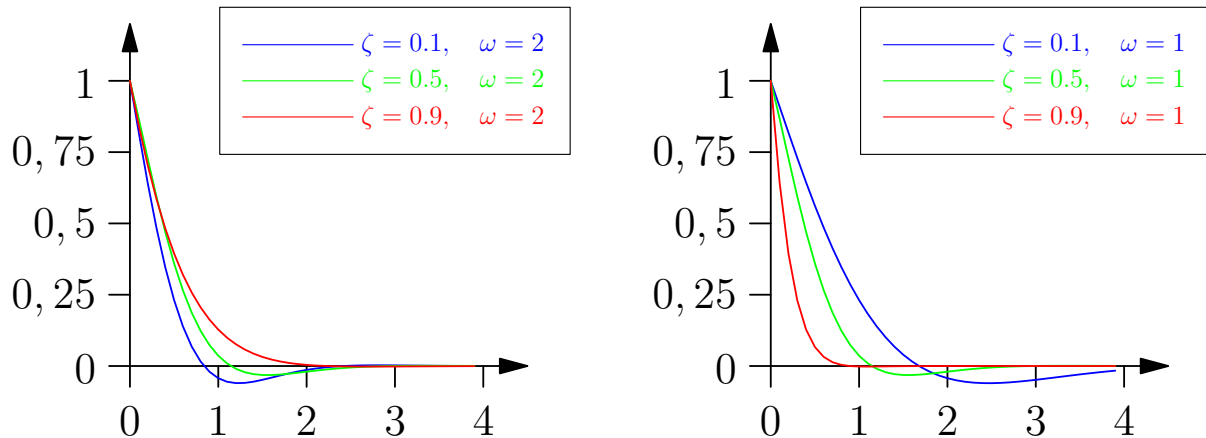 ζ = 0.1, ω = 2
ζ = 0.5, ω = 2
ζ = 0.9, ω = 2
1
0, 75
0, 5
0, 25
0
0 1 2 3 4
ζ = 0.1, ω = 1
ζ = 0.5, ω = 1
ζ = 0.9, ω = 1
1
0, 75
0, 5
0, 25
0
0 1 2 3 4